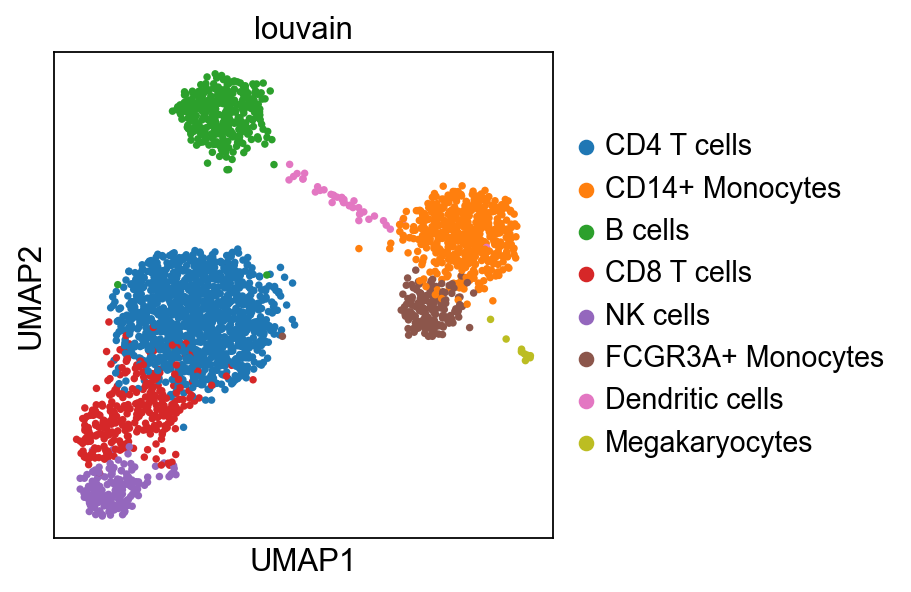 louvain
UMAP2
UMAP1
CD4 T cells
CD14+ Monocytes
B cells
CD8 T cells
NK cells
FCGR3A+ Monocytes
Dendritic cells
Megakaryocytes